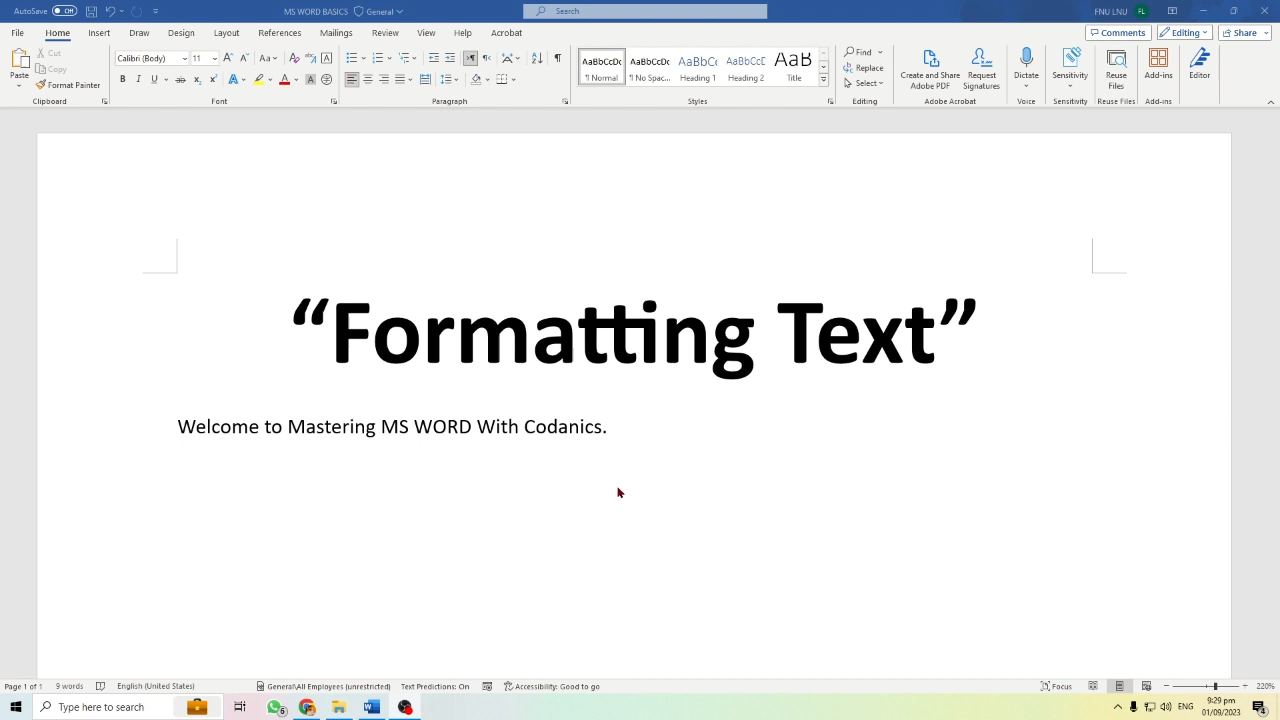 AutoSave Off MS WORD BASICS General Search FNU LNU FL
File Home Insert Draw Design Layout References Mailings Review View Help Acrobat Comments Editing Share
Paste Cut Copy Format Painter
Calibri (Body) 11
AaBbCcDc AaBbCcDc AaBbCc AaBbCcC AaB
¶ Normal ¶ No Spac... Heading 1 Heading 2 Title
Find
Replace
Select
Create and Share Adobe PDF
Request Signatures
Dictate
Sensitivity
Reuse Files
Add-ins
Editor
Clipboard Font Paragraph Styles Editing Adobe Acrobat Voice Sensitivity Reuse Files Add-ins
“Formatting Text”
Welcome to Mastering MS WORD With Codanics.
Page 1 of 1 9 words English (United States) General\All Employees (unrestricted) Text Predictions: On Accessibility: Good to go Focus 220%
Type here to search ENG 9:29 pm
01/09/2023